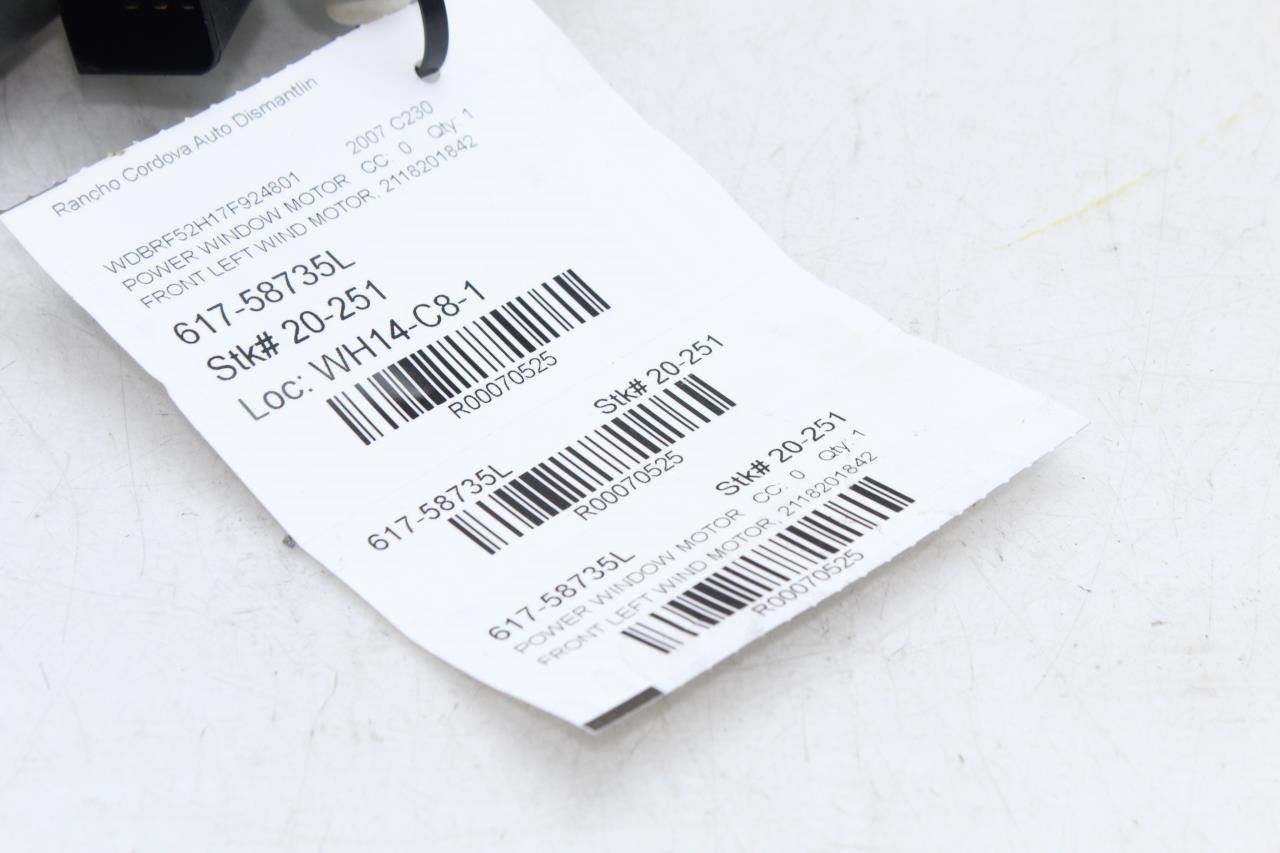 Rancho Cordova Auto Dismantlin
WDBRF52H17F924801 2007 C230
POWER WINDOW MOTOR CC: 0 Qty: 1
FRONT LEFT WIND MOTOR, 2118201842
617-58735L
Stk# 20-251
Loc: WH14-C8-1
R00070525
617-58735L Stk# 20-251
R00070525
617-58735L Stk# 20-251
POWER WINDOW MOTOR CC: 0 Qty: 1
FRONT LEFT WIND MOTOR, 2118201842
R00070525